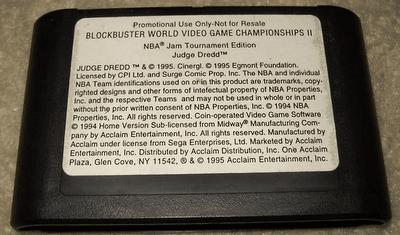 Promotional Use Only-Not for Resale
BLOCKBUSTER WORLD VIDEO GAME CHAMPIONSHIPS II
NBA® Jam Tournament Edition
Judge Dredd™
JUDGE DREDD ™ & © 1995. Cinergi. © 1995 Egmont Foundation.
Licensed by CPI Ltd. and Surge Comic Prop. Inc. The NBA and individual
NBA Team identifications used on or in this product are trademarks, copy-
righted designs and other forms of intelectual property of NBA Properties,
Inc. and the respective Teams and may not be used in whole or in part
without the prior written consent of NBA Properties, Inc. © 1994 NBA
Properties, Inc. All rights reserved. Coin-operated Video Game Software
© 1994 Home Version Sub-licensed from Midway® Manufacturing Com-
pany by Acclaim Entertainment, Inc. All rights reserved. Manufactured by
Acclaim under license from Sega Enterprises, Ltd. Marketed by Acclaim
Entertainment, Inc. Distributed by Acclaim Distribution, Inc. One Acclaim
Plaza, Glen Cove, NY 11542, ® & © 1995 Acclaim Entertainment, Inc.